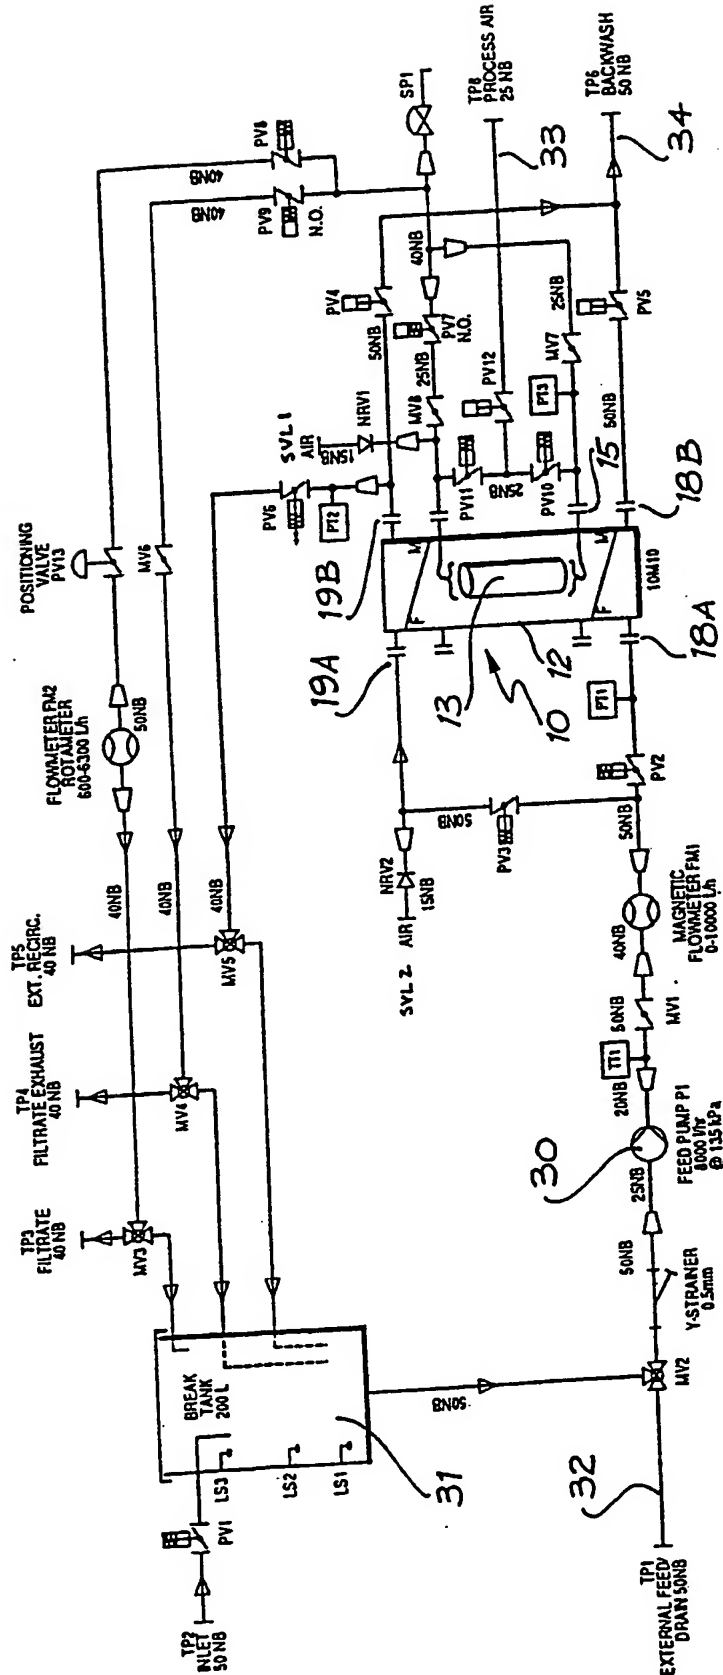 TP2
INLET
50 NB
PV1
BREAK
TANK
200 L
LS3
LS2
LS1
31
TP1
EXTERNAL FEED/
DRAIN 50NB
32
50NB
MV2
Y-STRAINER
0.5mm
50NB
25NB
30
FEED PUMP P1
8000 l/hr
@ 135 kPa
20NB
TT1
50NB
MV1
40NB
MAGNETIC
FLOWMETER FM1
0-10000 L/h
50NB
PV2
PT1
18A
TP3
FILTRATE
40 NB
MV3
TP4
FILTRATE EXHAUST
40 NB
MV4
TP5
EXT. RECIRC.
40 NB
MV5
40NB
40NB
40NB
FLOWMETER FM2
ROTAMETER
600-6300 L/h
50NB
POSITIONING
VALVE
PV13
MV6
SVL 2
AIR
NRV2
15NB
50NB
PV3
19A
19B
10
12
13
F
M
F
M
10M10
18B
15
PV6
PT2
SVL 1
AIR
15NB
NRV1
50NB
PV4
MV8
25NB
PV7
N.O.
40NB
PV11
25NB
PV10
PV12
PT3
MV7
25NB
50NB
PV5
40NB
PV9
N.O.
40NB
PV8
SP1
TP8
PROCESS AIR
25 NB
33
TP6
BACKWASH
50 NB
34